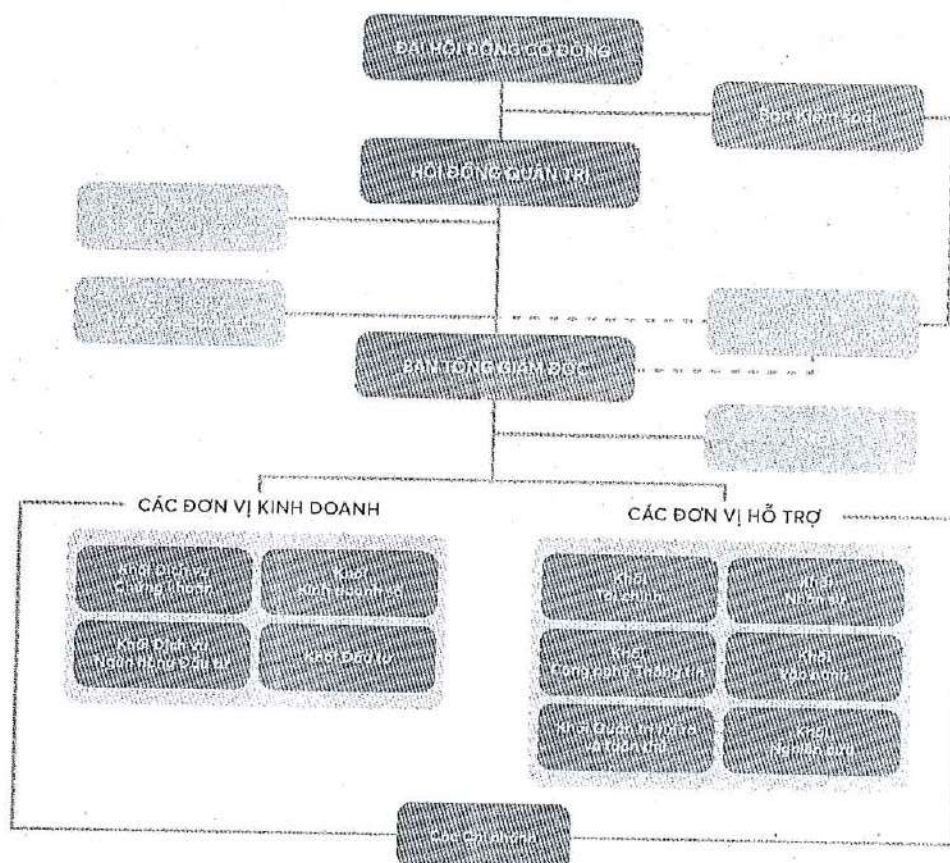 ĐẠI HỘI ĐỒNG CỔ ĐÔNG
Ban Kiểm soát
HỘI ĐỒNG QUẢN TRỊ
BAN TỔNG GIÁM ĐỐC
CÁC ĐƠN VỊ KINH DOANH
CÁC ĐƠN VỊ HỖ TRỢ
Khối Dịch vụ
Chứng khoán
Khối
Kinh doanh số
Khối Dịch vụ
Ngân hàng Đầu tư
Khối Đầu tư
Khối
Tài chính
Khối
Nhân sự
Khối
Công nghệ Thông tin
Khối
Vận hành
Khối Quản trị rủi ro
và tuân thủ
Khối
Nghiên cứu
Các Chi nhánh